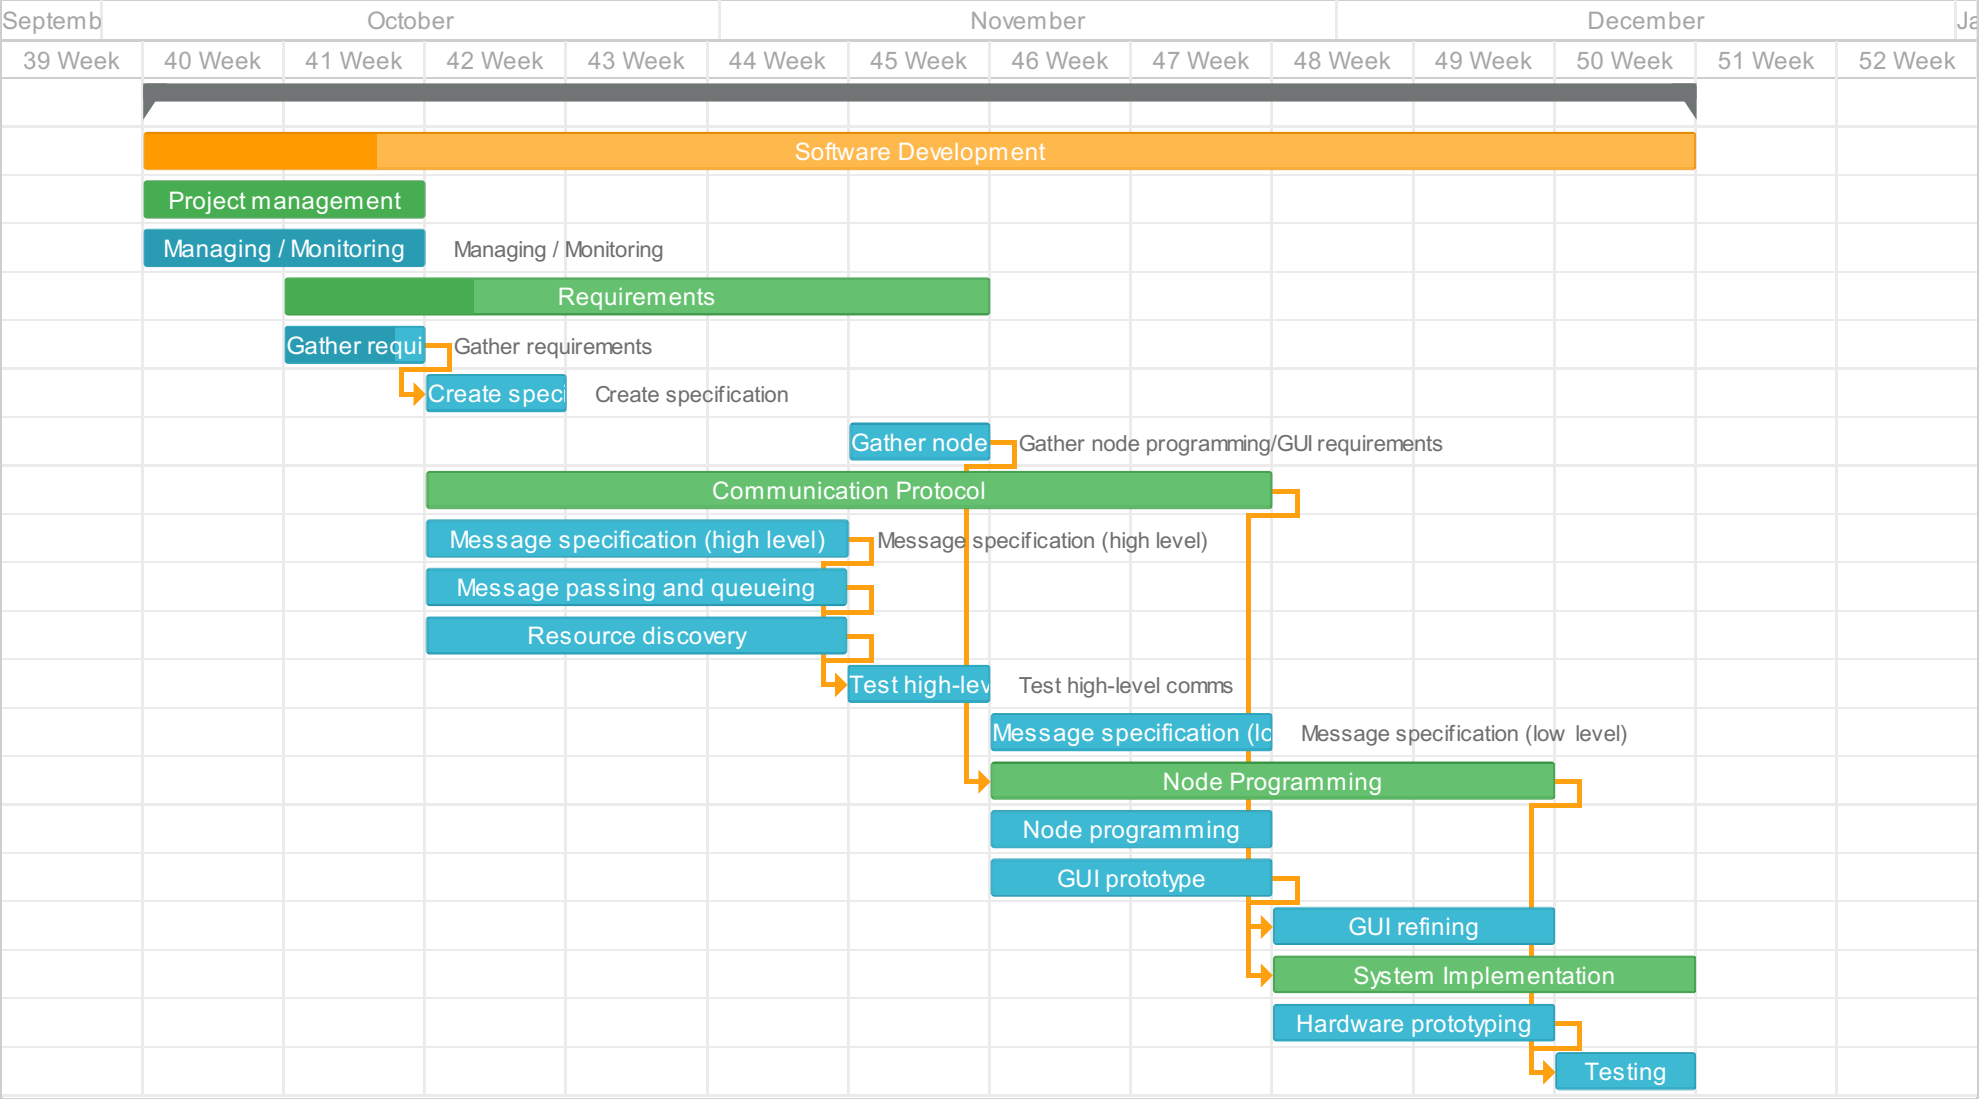 Septemb October November December Ja
39 Week 40 Week 41 Week 42 Week 43 Week 44 Week 45 Week 46 Week 47 Week 48 Week 49 Week 50 Week 51 Week 52 Week
Software Development
Project management
Managing / Monitoring Managing / Monitoring
Requirements
Gather requi Gather requirements
Create speci Create specification
Gather node Gather node programming/GUI requirements
Communication Protocol
Message specification (high level) Message specification (high level)
Message passing and queueing
Resource discovery
Test high-lev Test high-level comms
Message specification (lo Message specification (low level)
Node Programming
Node programming
GUI prototype
GUI refining
System Implementation
Hardware prototyping
Testing